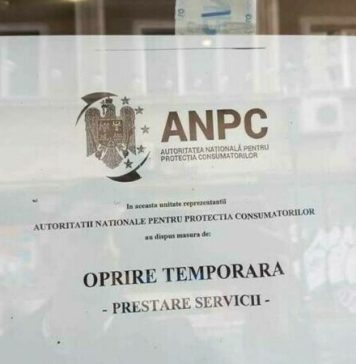 ANPC
AUTORITATEA NAȚIONALĂ PENTRU
PROTECȚIA CONSUMATORILOR
In aceasta unitate reprezentantii
AUTORITATII NATIONALE PENTRU PROTECTIA CONSUMATORILOR
au dispus masura de:
OPRIRE TEMPORARA
- PRESTARE SERVICII -